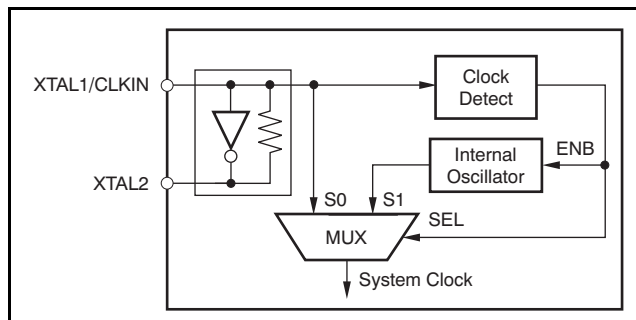 XTAL1/CLKIN
Clock
Detect
Internal
Oscillator
ENB
XTAL2
S0
S1
SEL
MUX
System Clock